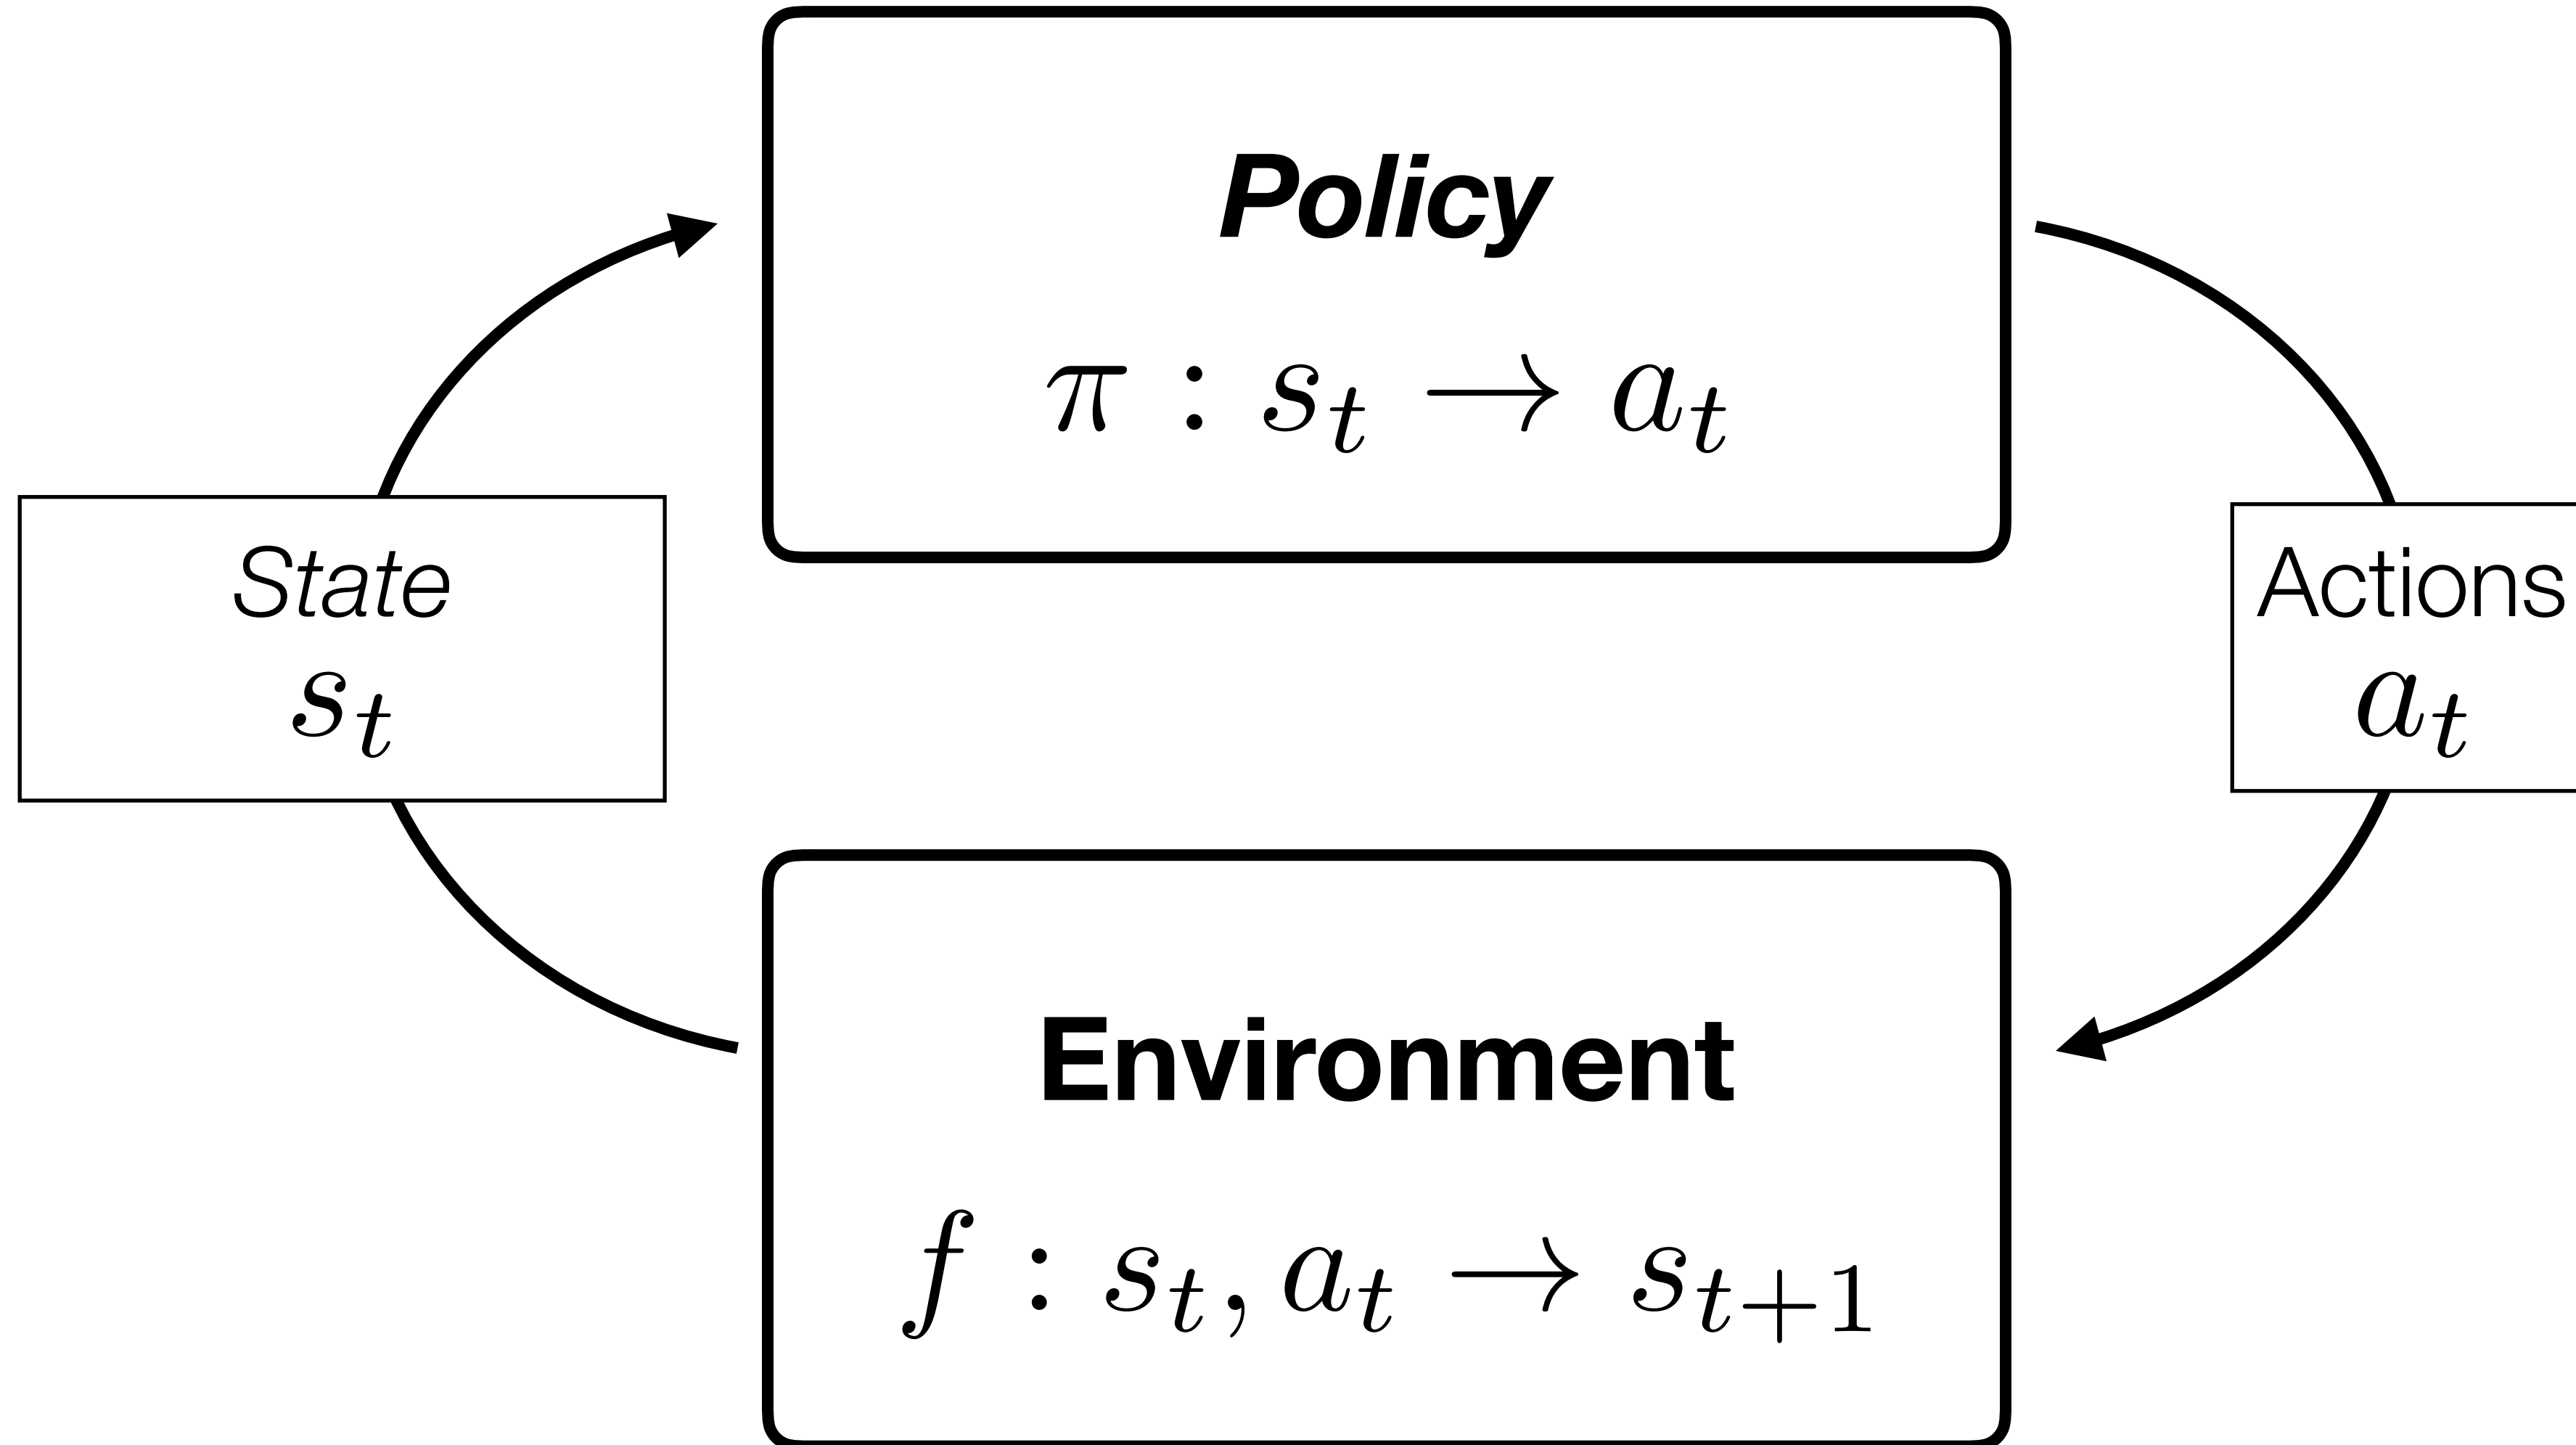 Policy
π : s_t → a_t
State
s_t
Actions
a_t
Environment
f : s_t, a_t → s_{t+1}